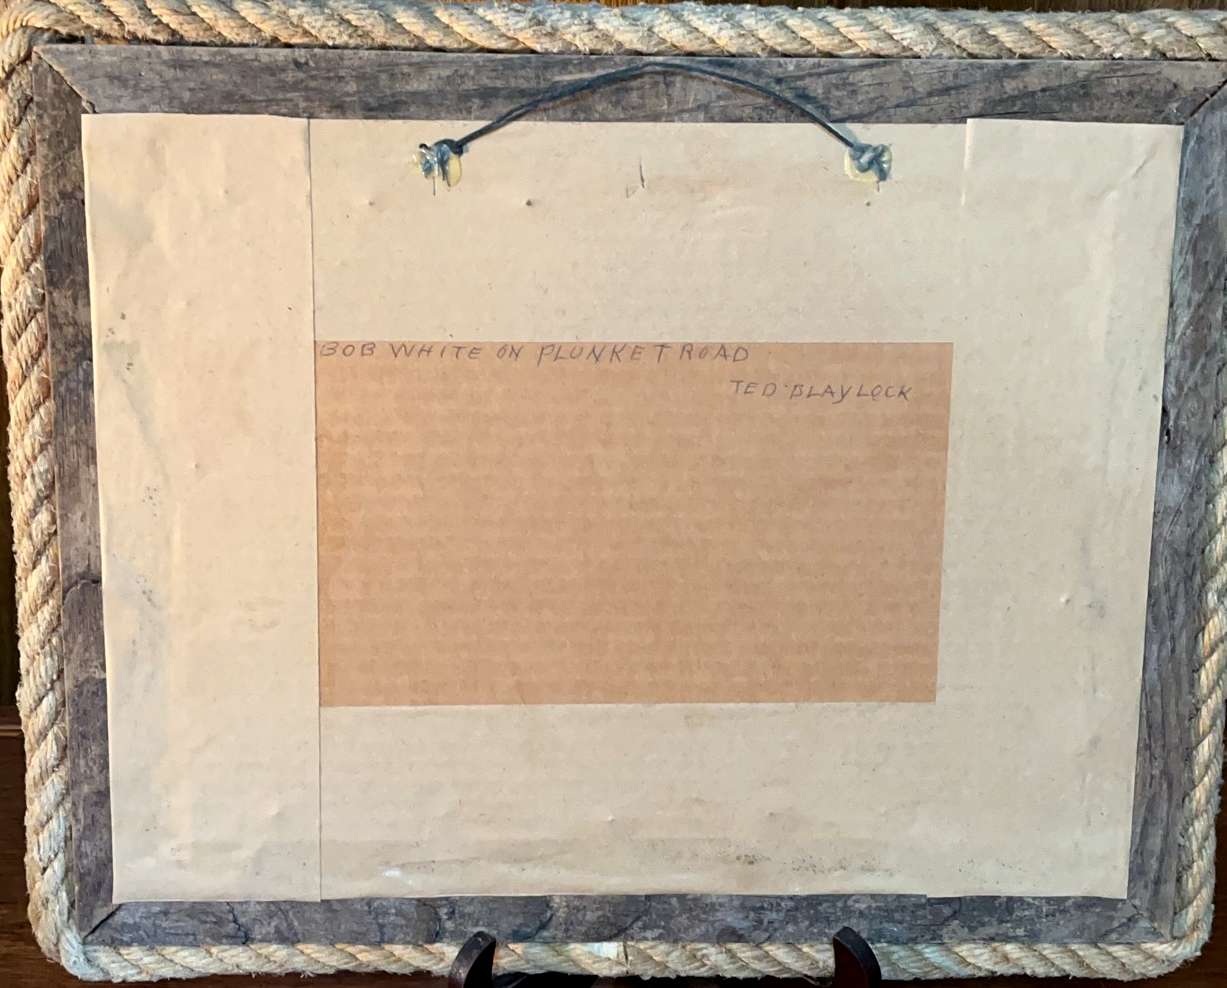 BOB WHITE ON PLUNKET ROAD
TED BLAYLOCK